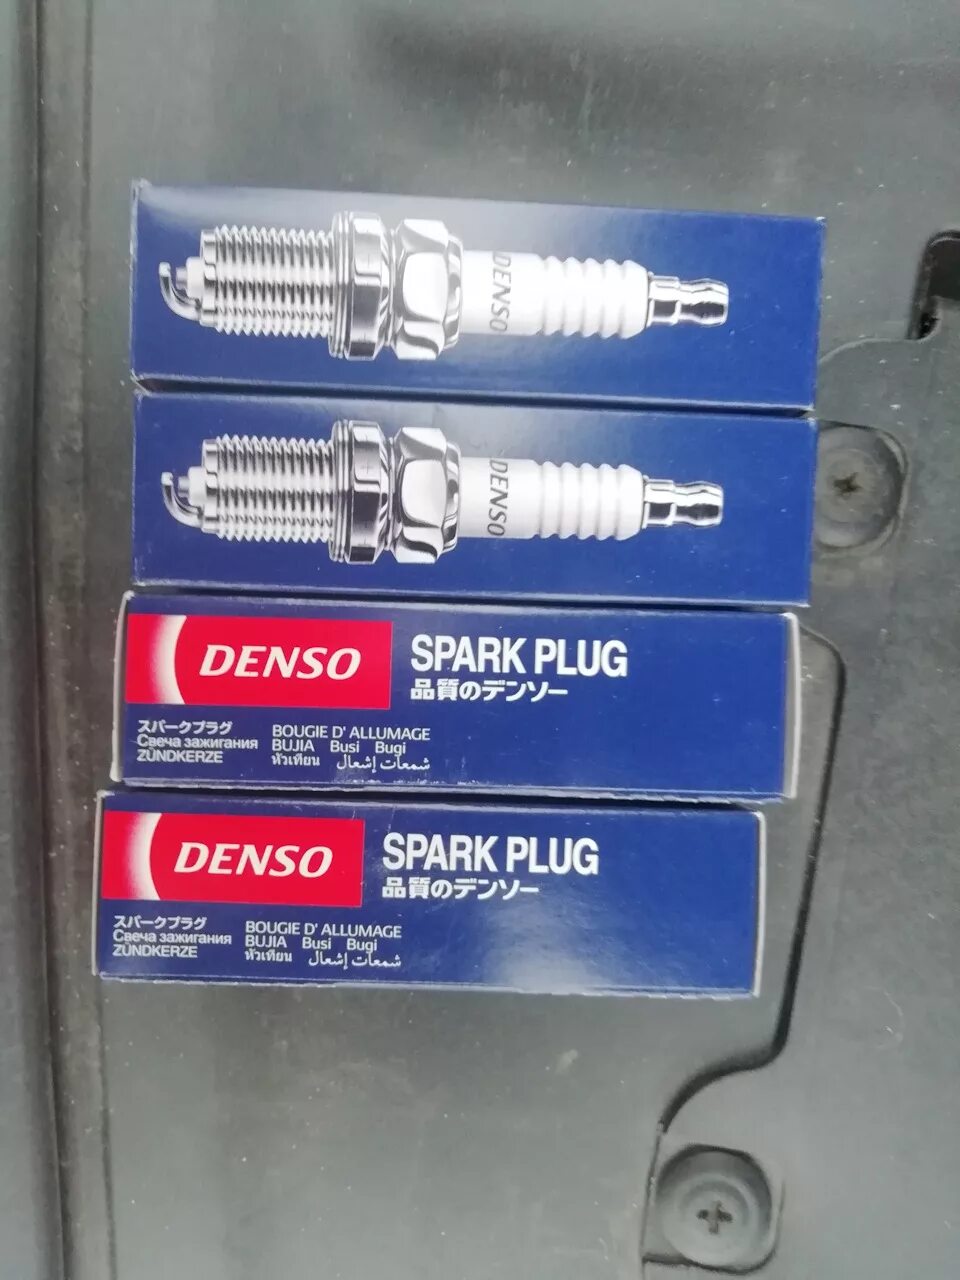 DENSO
DENSO
DENSO
SPARK PLUG
品質のデンソー
スパークプラグ
Свеча зажигания
ZÜNDKERZE
BOUGIE D' ALLUMAGE
BUJIA Busi Bugi
หัวเทียน شمعات إشعال
DENSO
SPARK PLUG
品質のデンソー
スパークプラグ
Свеча зажигания
ZÜNDKERZE
BOUGIE D' ALLUMAGE
BUJIA Busi Bugi
หัวเทียน شمعات إشعال